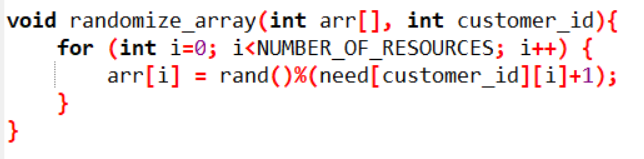 void randomize_array(int arr[], int customer_id){
    for (int i=0; i<NUMBER_OF_RESOURCES; i++) {
        arr[i] = rand()%(need[customer_id][i]+1);
    }
}